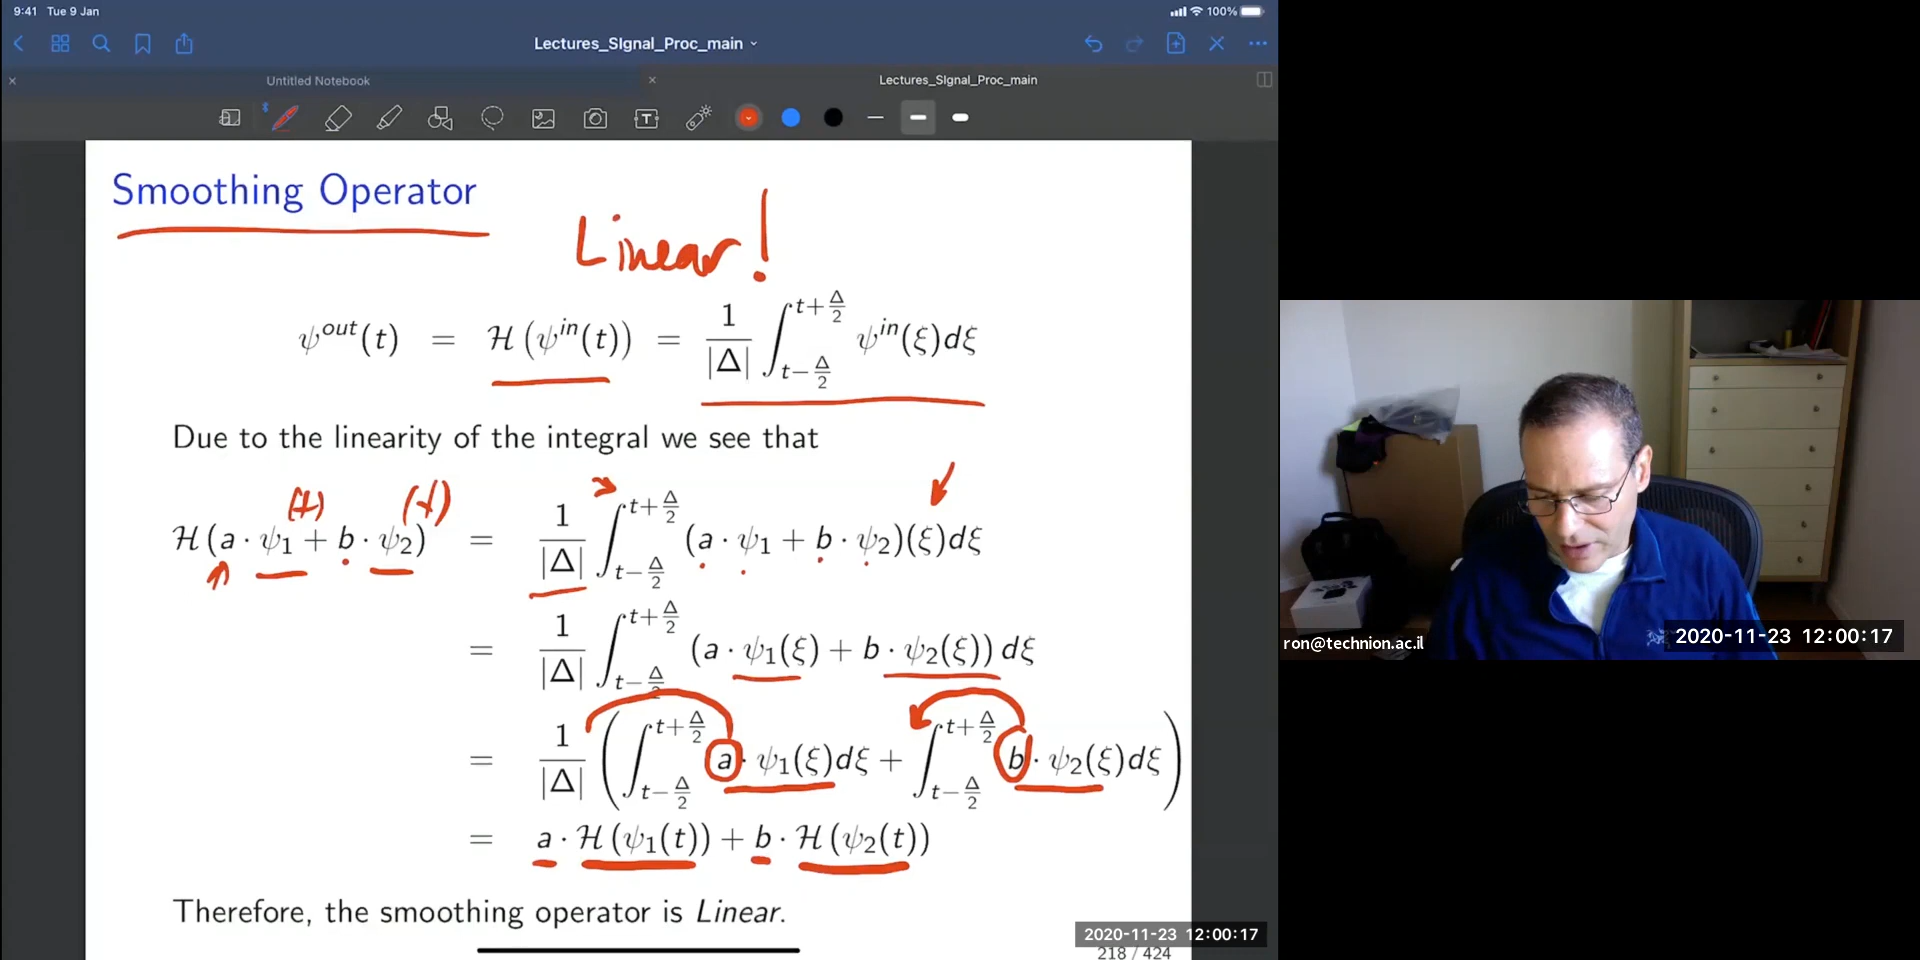 9:41 Tue 9 Jan
100%
Lectures_SIgnal_Proc_main
Untitled Notebook
Lectures_SIgnal_Proc_main
Smoothing Operator
Linear!
ψ^out(t) = H(ψ^in(t)) = 1/|Δ| ∫_{t−Δ/2}^{t+Δ/2} ψ^in(ξ)dξ
Due to the linearity of the integral we see that
(t) (t)
H(a · ψ₁ + b · ψ₂) = 1/|Δ| ∫_{t−Δ/2}^{t+Δ/2} (a · ψ₁ + b · ψ₂)(ξ)dξ
= 1/|Δ| ∫_{t−Δ/2}^{t+Δ/2} (a · ψ₁(ξ) + b · ψ₂(ξ)) dξ
= 1/|Δ| (∫_{t−Δ/2}^{t+Δ/2} a · ψ₁(ξ)dξ + ∫_{t−Δ/2}^{t+Δ/2} b · ψ₂(ξ)dξ)
= a · H(ψ₁(t)) + b · H(ψ₂(t))
Therefore, the smoothing operator is Linear.
2020-11-23 12:00:17
218 / 424
ron@technion.ac.il
2020-11-23 12:00:17